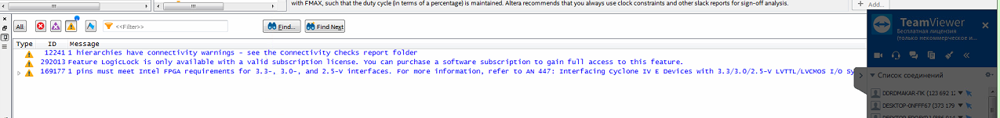 with FMAX, such that the duty cycle (in terms of a percentage) is maintained. Altera recommends that you always use clock constraints and other slack reports for sign-off analysis.
Add...
All
<<Filter>>
Find...
Find Next
TeamViewer
Бесплатная лицензия
(только некоммерческое и...
Type ID Message
12241 1 hierarchies have connectivity warnings - see the Connectivity Checks report folder
292013 Feature LogicLock is only available with a valid subscription license. You can purchase a software subscription to gain full access to this feature.
169177 1 pins must meet Intel FPGA requirements for 3.3-, 3.0-, and 2.5-V interfaces. For more information, refer to AN 447: Interfacing Cyclone IV E Devices with 3.3/3.0/2.5-V LVTTL/LVCMOS I/O Sy
Список соединений
DDRDMAKAR-ПК (123 692 12
DESKTOP-0NFFF67 (373 179